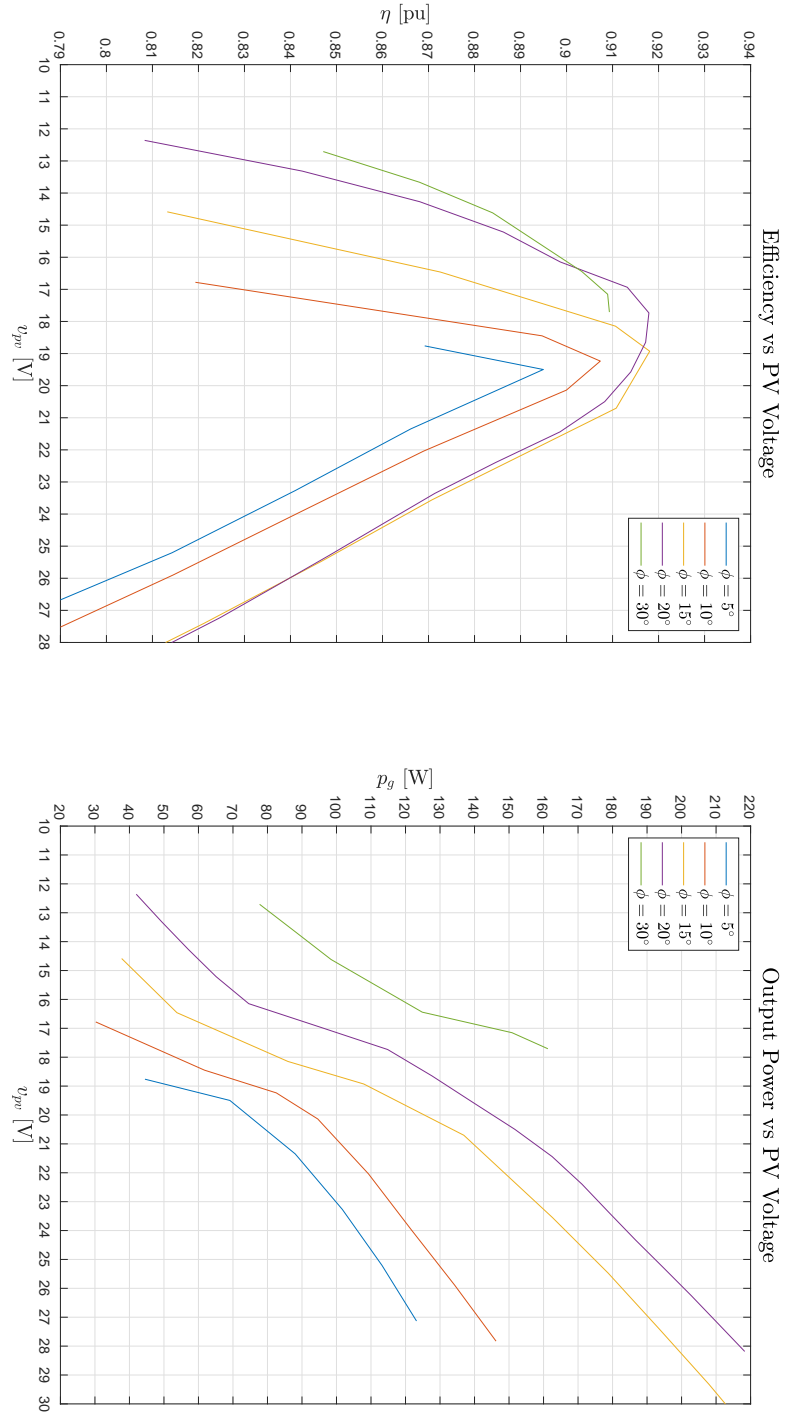 Efficiency vs PV Voltage
η [pu]
0.94
0.93
0.92
0.91
0.9
0.89
0.88
0.87
0.86
0.85
0.84
0.83
0.82
0.81
0.8
0.79
10 11 12 13 14 15 16 17 18 19 20 21 22 23 24 25 26 27 28
v_{pv} [V]
ϕ = 5°
ϕ = 10°
ϕ = 15°
ϕ = 20°
ϕ = 30°
Output Power vs PV Voltage
p_g [W]
220
210
200
190
180
170
160
150
140
130
120
110
100
90
80
70
60
50
40
30
20
10 11 12 13 14 15 16 17 18 19 20 21 22 23 24 25 26 27 28 29 30
v_{pv} [V]
ϕ = 5°
ϕ = 10°
ϕ = 15°
ϕ = 20°
ϕ = 30°